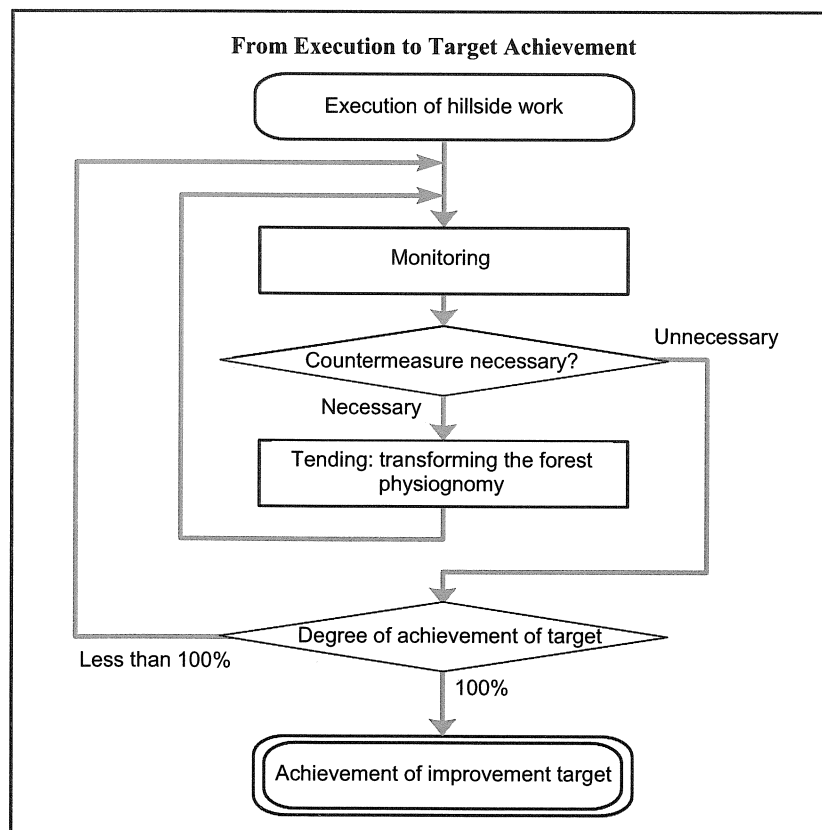 From Execution to Target Achievement
Execution of hillside work
Monitoring
Unnecessary
Countermeasure necessary?
Necessary
Tending: transforming the forest
physiognomy
Degree of achievement of target
Less than 100%
100%
Achievement of improvement target